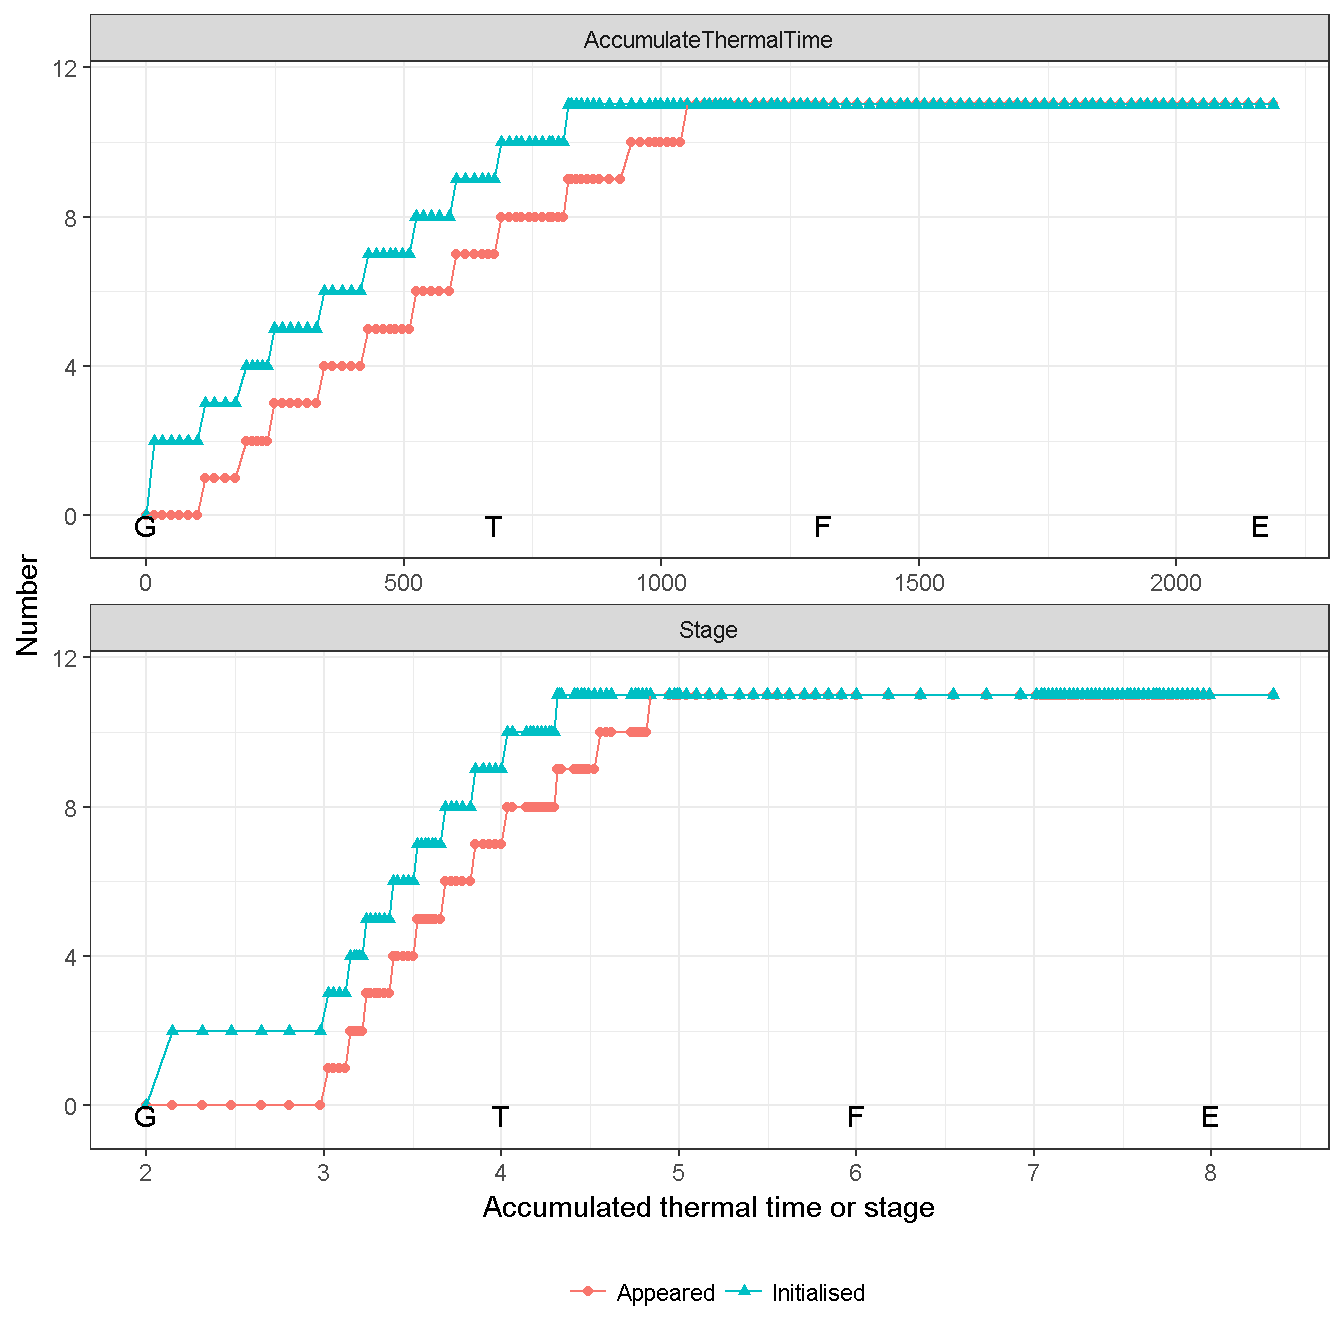 AccumulateThermalTime
12
8
4
0
G T F E
0 500 1000 1500 2000
Number
Stage
12
8
4
0
G T F E
2 3 4 5 6 7 8
Accumulated thermal time or stage
Appeared Initialised